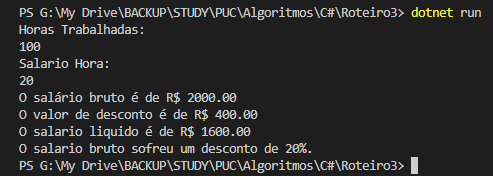 PS G:\My Drive\BACKUP\STUDY\PUC\Algoritmos\C#\Roteiro3> dotnet run
Horas Trabalhadas:
100
Salario Hora:
20
O salário bruto é de R$ 2000.00
O valor de desconto é de R$ 400.00
O salario liquido é de R$ 1600.00
O salario bruto sofreu um desconto de 20%.
PS G:\My Drive\BACKUP\STUDY\PUC\Algoritmos\C#\Roteiro3>